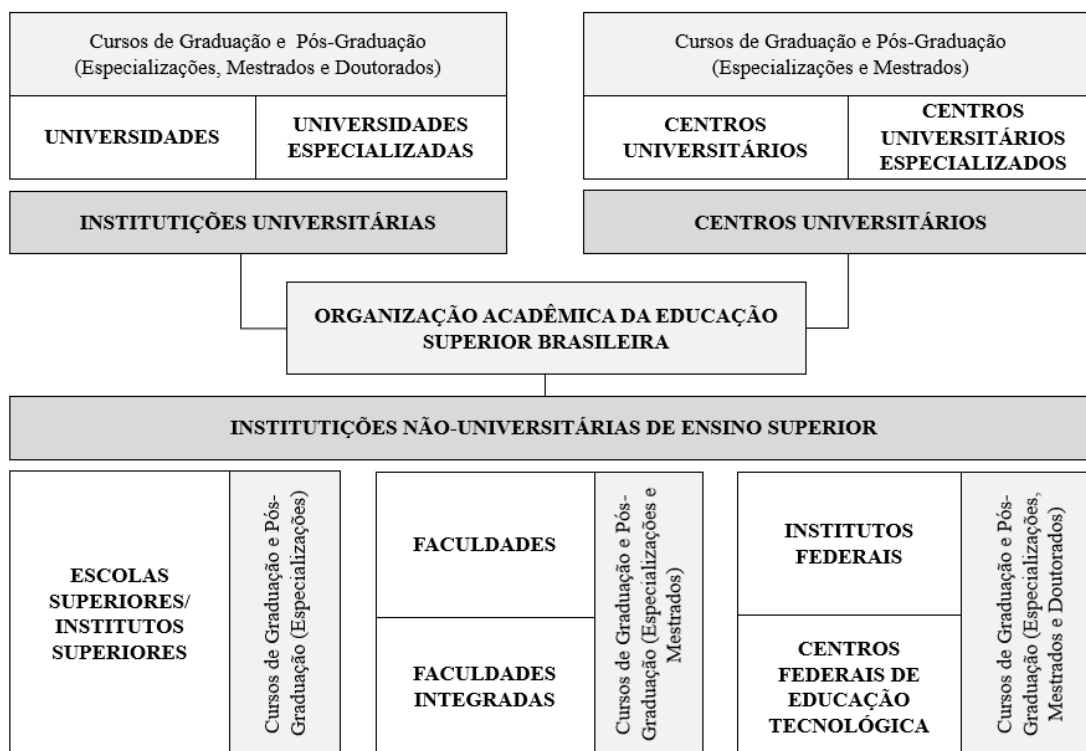 Cursos de Graduação e Pós-Graduação
(Especializações, Mestrados e Doutorados)
UNIVERSIDADES
UNIVERSIDADES
ESPECIALIZADAS
INSTITUTIÇÕES UNIVERSITÁRIAS
Cursos de Graduação e Pós-Graduação
(Especializações e Mestrados)
CENTROS
UNIVERSITÁRIOS
CENTROS
UNIVERSITÁRIOS
ESPECIALIZADOS
CENTROS UNIVERSITÁRIOS
ORGANIZAÇÃO ACADÊMICA DA EDUCAÇÃO
SUPERIOR BRASILEIRA
INSTITUTIÇÕES NÃO-UNIVERSITÁRIAS DE ENSINO SUPERIOR
ESCOLAS
SUPERIORES/
INSTITUTOS
SUPERIORES
Cursos de Graduação e Pós-
Graduação (Especializações)
FACULDADES
FACULDADES
INTEGRADAS
Cursos de Graduação e Pós-
Graduação (Especializações e
Mestrados)
INSTITUTOS
FEDERAIS
CENTROS
FEDERAIS DE
EDUCAÇÃO
TECNOLÓGICA
Cursos de Graduação e Pós-
Graduação (Especializações,
Mestrados e Doutorados)